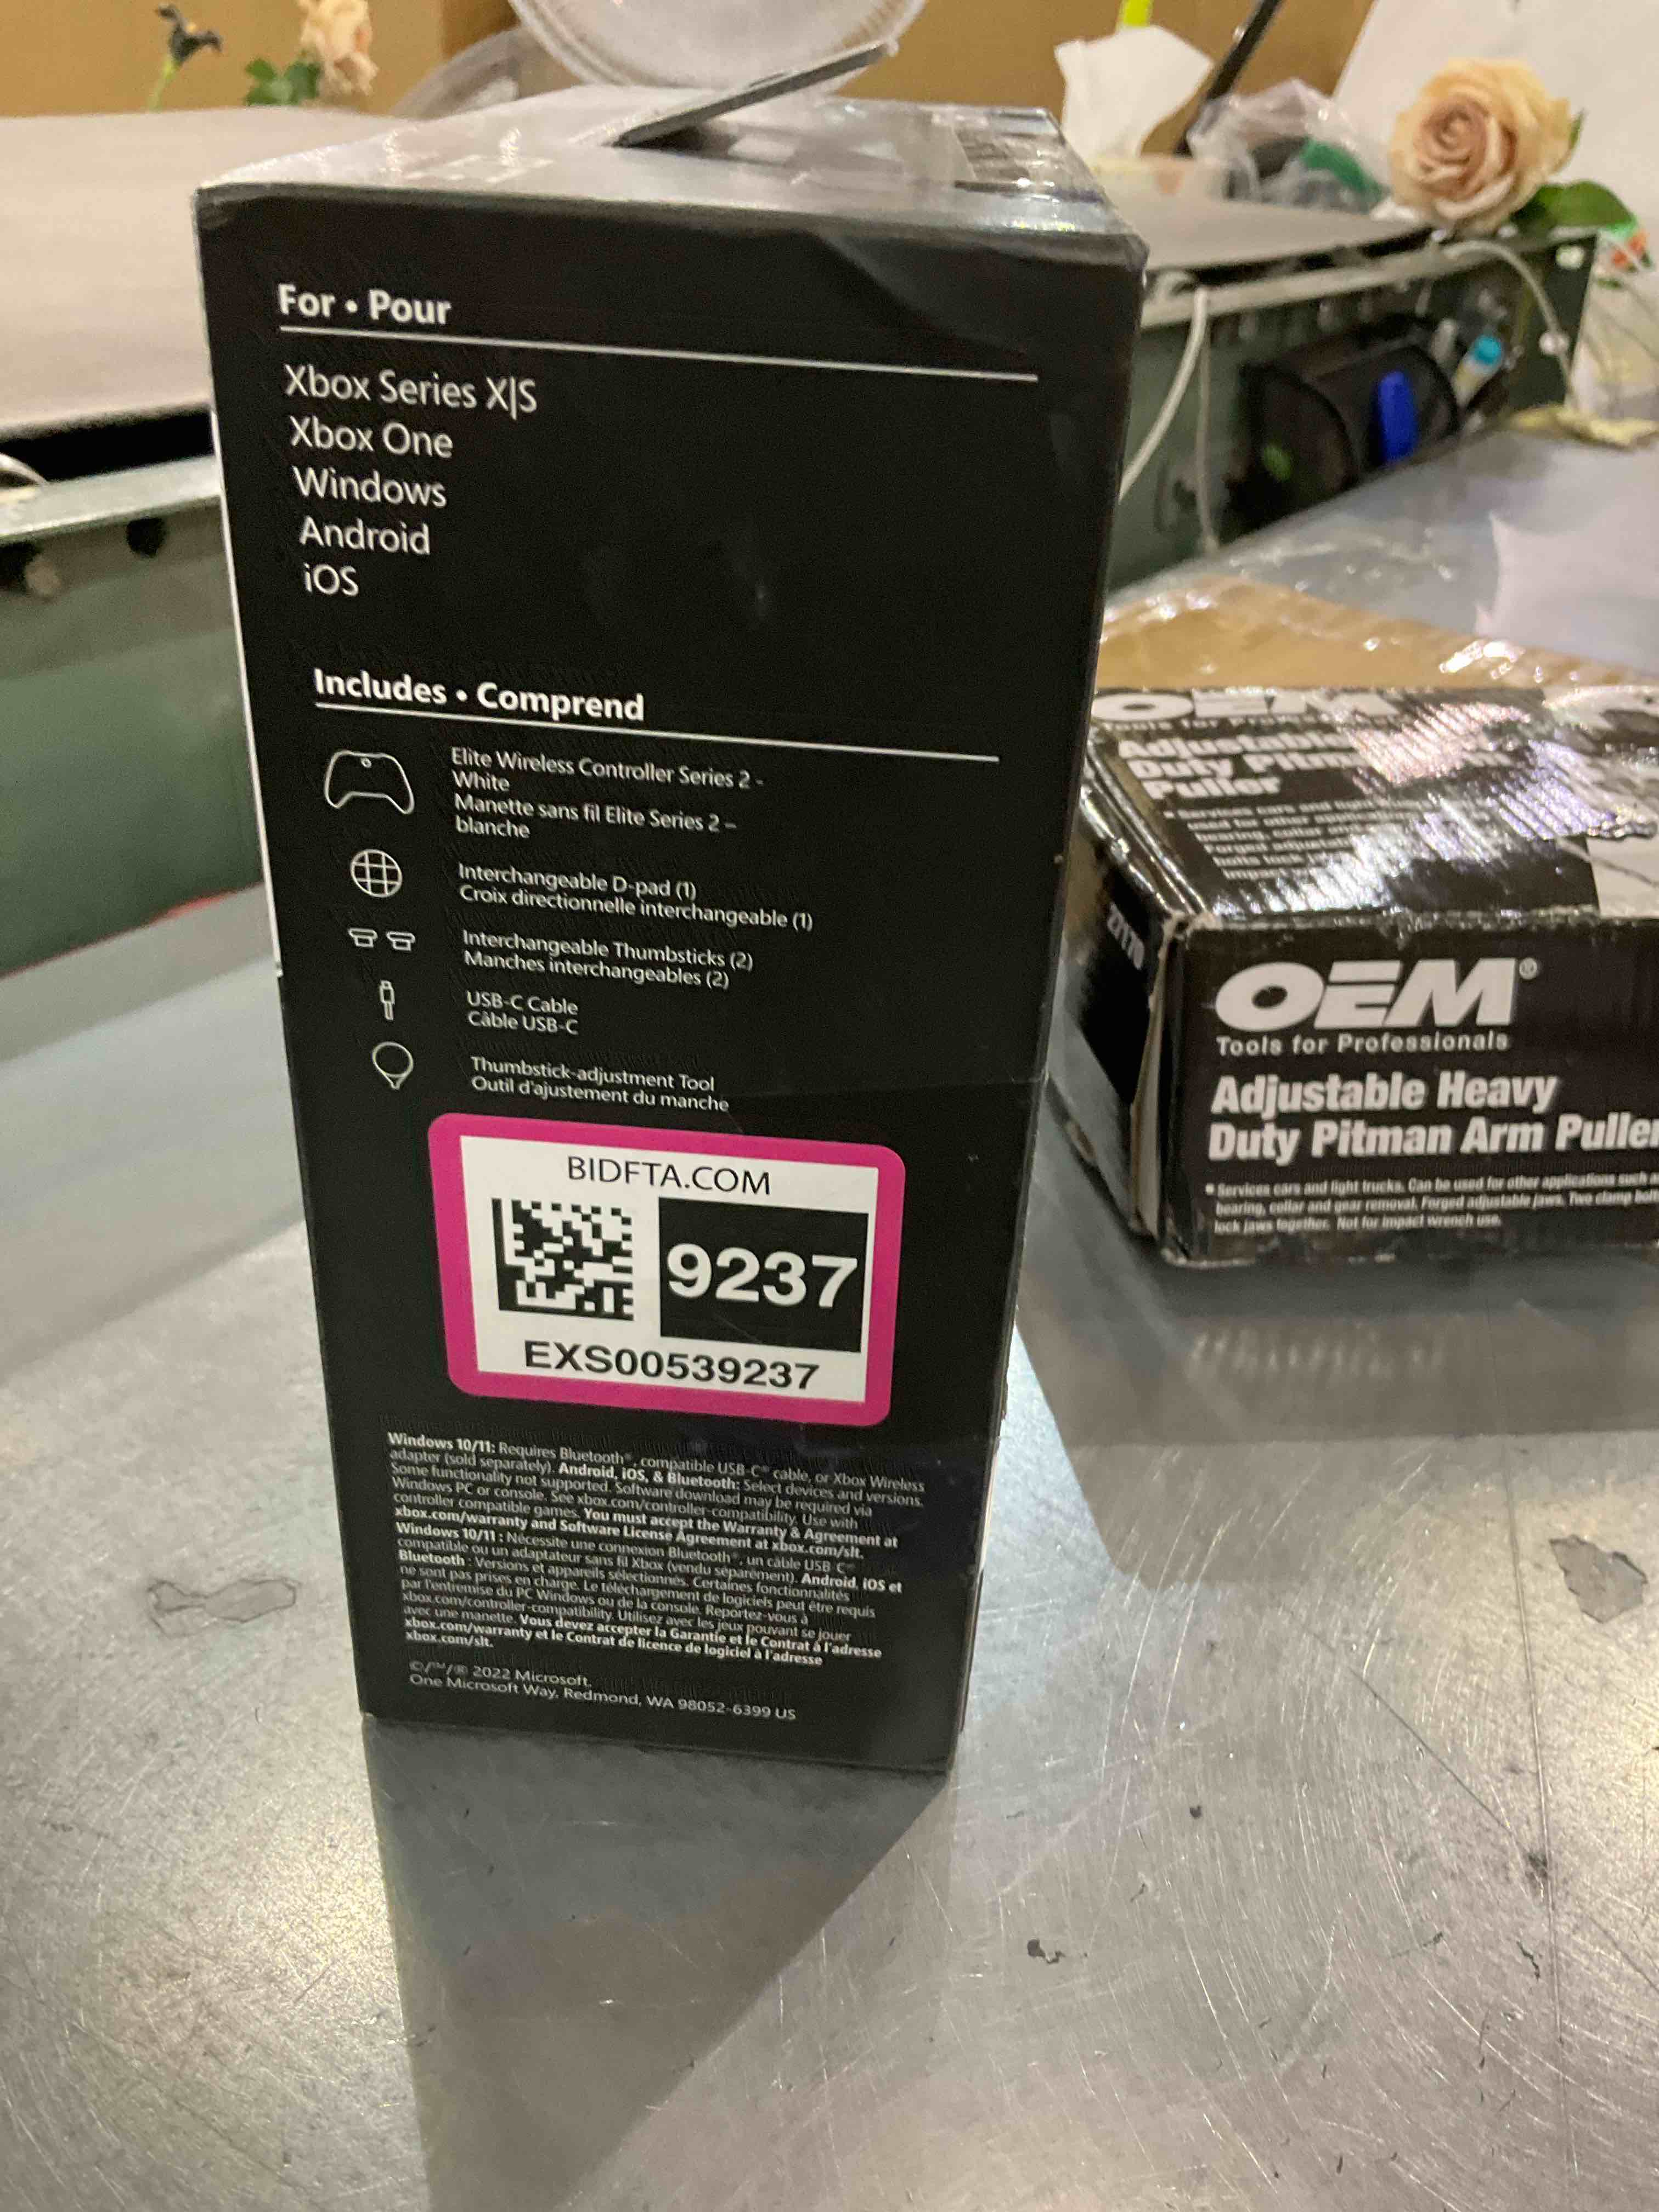 For • Pour
Xbox Series X|S
Xbox One
Windows
Android
iOS
Includes • Comprend
Elite Wireless Controller Series 2 -
White
Manette sans fil Elite Series 2 –
blanche
Interchangeable D-pad (1)
Croix directionnelle interchangeable (1)
Interchangeable Thumbsticks (2)
Manches interchangeables (2)
USB-C Cable
Câble USB-C
Thumbstick-adjustment Tool
Outil d'ajustement du manche
BIDFTA.COM
9237
EXS00539237
Windows 10/11: Requires Bluetooth®, compatible USB-C® cable, or Xbox Wireless
adapter (sold separately). Android, iOS, & Bluetooth: Select devices and versions.
Some functionality not supported. Software download may be required via
Windows PC or console. See xbox.com/controller-compatibility. Use with
controller compatible games. You must accept the Warranty & Agreement at
xbox.com/warranty and Software License Agreement at xbox.com/slt.
Windows 10/11 : Nécessite une connexion Bluetooth®, un câble USB-C®
compatible ou un adaptateur sans fil Xbox (vendu séparément). Android, iOS et
Bluetooth : Versions et appareils sélectionnés. Certaines fonctionnalités
ne sont pas prises en charge. Le téléchargement de logiciels peut être requis
par l'entremise du PC Windows ou de la console. Reportez-vous à
xbox.com/controller-compatibility. Utilisez avec les jeux pouvant se jouer
avec une manette. Vous devez accepter la Garantie et le Contrat à l'adresse
xbox.com/warranty et le Contrat de licence de logiciel à l'adresse
xbox.com/slt.
©/™/® 2022 Microsoft.
One Microsoft Way, Redmond, WA 98052-6399 US
OEM
Tools for
Adjustable
Duty Pitman
Puller
27178
OEM®
Tools for Professionals
Adjustable Heavy
Duty Pitman Arm Puller
• Services cars and light trucks. Can be used for other applications such
bearing, collar and gear removal. Forged adjustable jaws. Two clamp
lock jaws together. Not for impact wrench use.